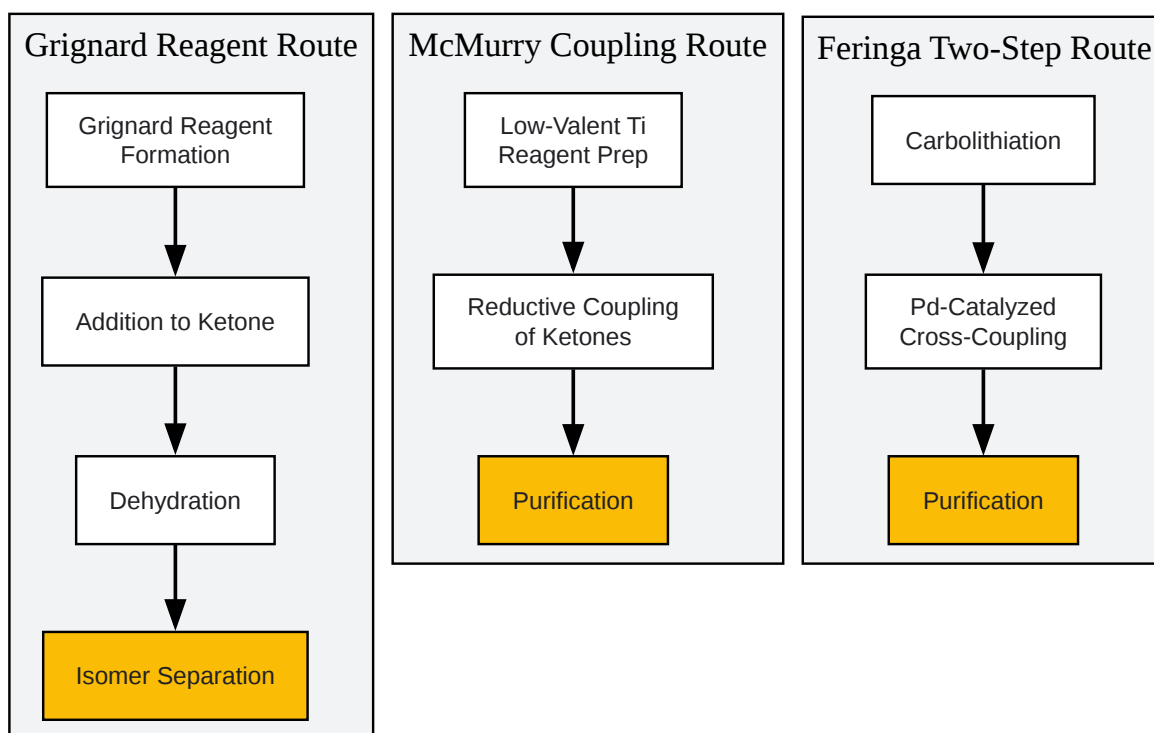 Grignard Reagent Route
Grignard Reagent
Formation
Addition to Ketone
Dehydration
Isomer Separation
McMurry Coupling Route
Low-Valent Ti
Reagent Prep
Reductive Coupling
of Ketones
Purification
Feringa Two-Step Route
Carbolithiation
Pd-Catalyzed
Cross-Coupling
Purification